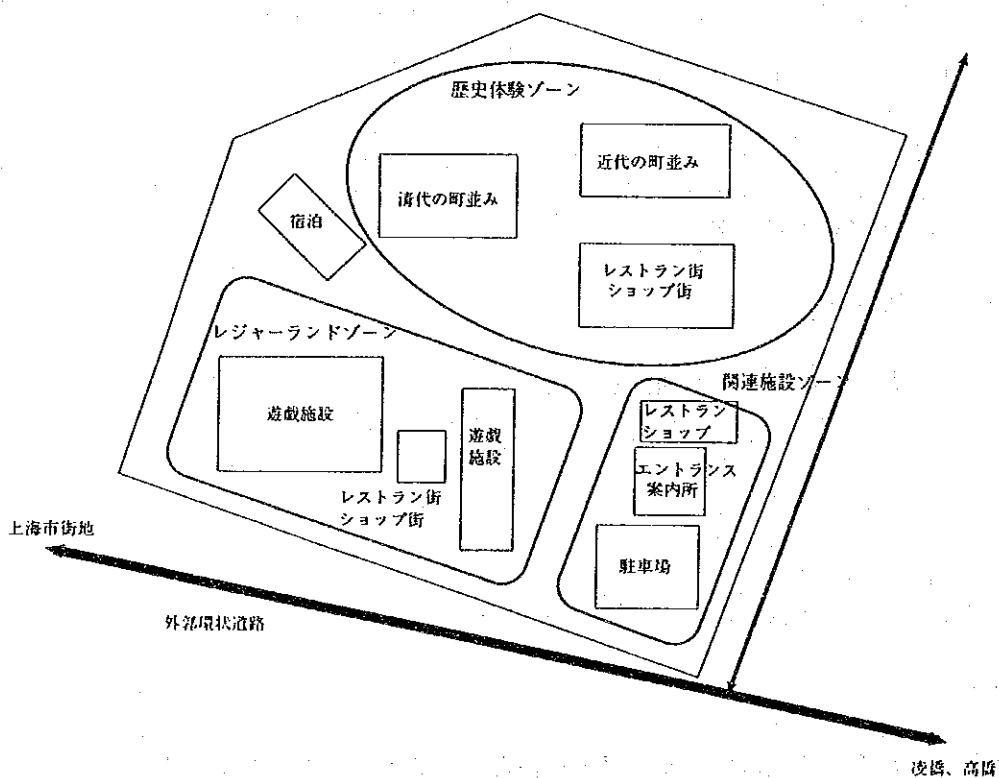 歴史体験ゾーン
近代の町並み
清代の町並み
宿泊
レストラン街
ショップ街
レジャーランドゾーン
関連施設ゾーン
遊戯施設
遊戯
施設
レストラン街
ショップ街
レストラン
ショップ
エントランス
案内所
駐車場
上海市街地
外郭環状道路
凌橋、高橋